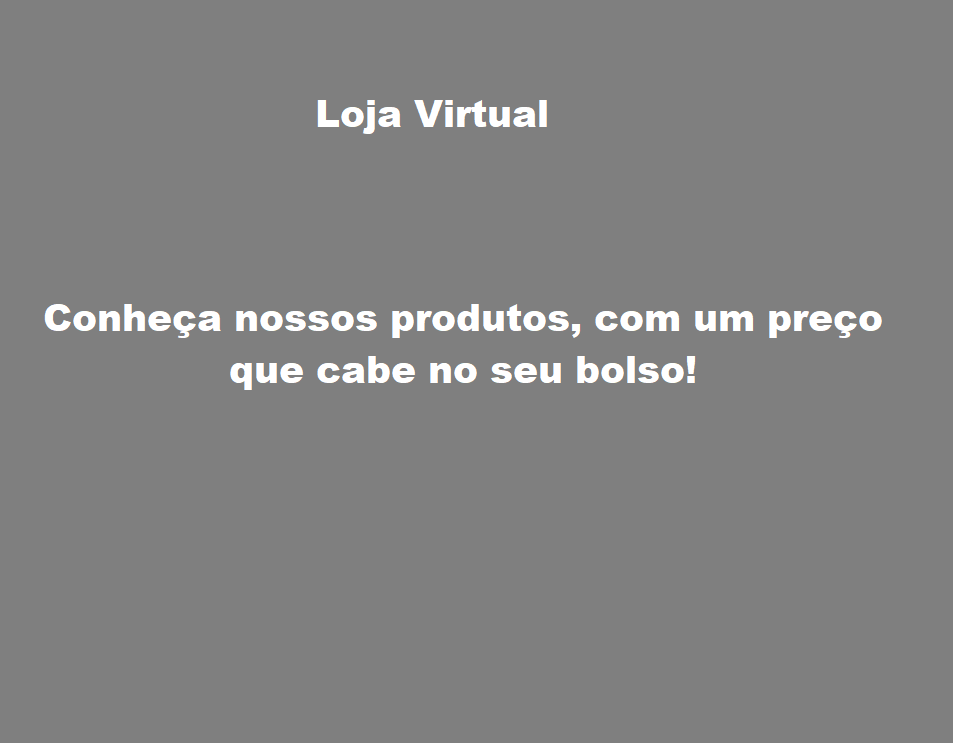 Loja Virtual
Conheça nossos produtos, com um preço
que cabe no seu bolso!